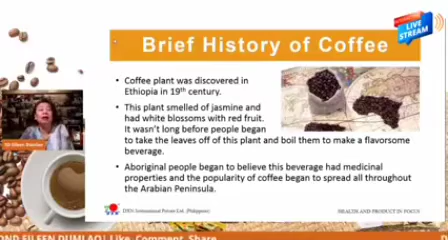 LIVE
STREAM
Brief History of Coffee
• Coffee plant was discovered in
Ethiopia in 19th century.
• This plant smelled of jasmine and
had white blossoms with red fruit.
It wasn't long before people began
to take the leaves off of this plant and boil them to make a flavorsome
beverage.
• Aboriginal people began to believe this beverage had medicinal
properties and the popularity of coffee began to spread all throughout
the Arabian Peninsula.
DXN International Private Ltd. (Philippines)
HEALTH AND PRODUCT IN FOCUS
OND EILEEN DUMLAO| Like, Comment, Share